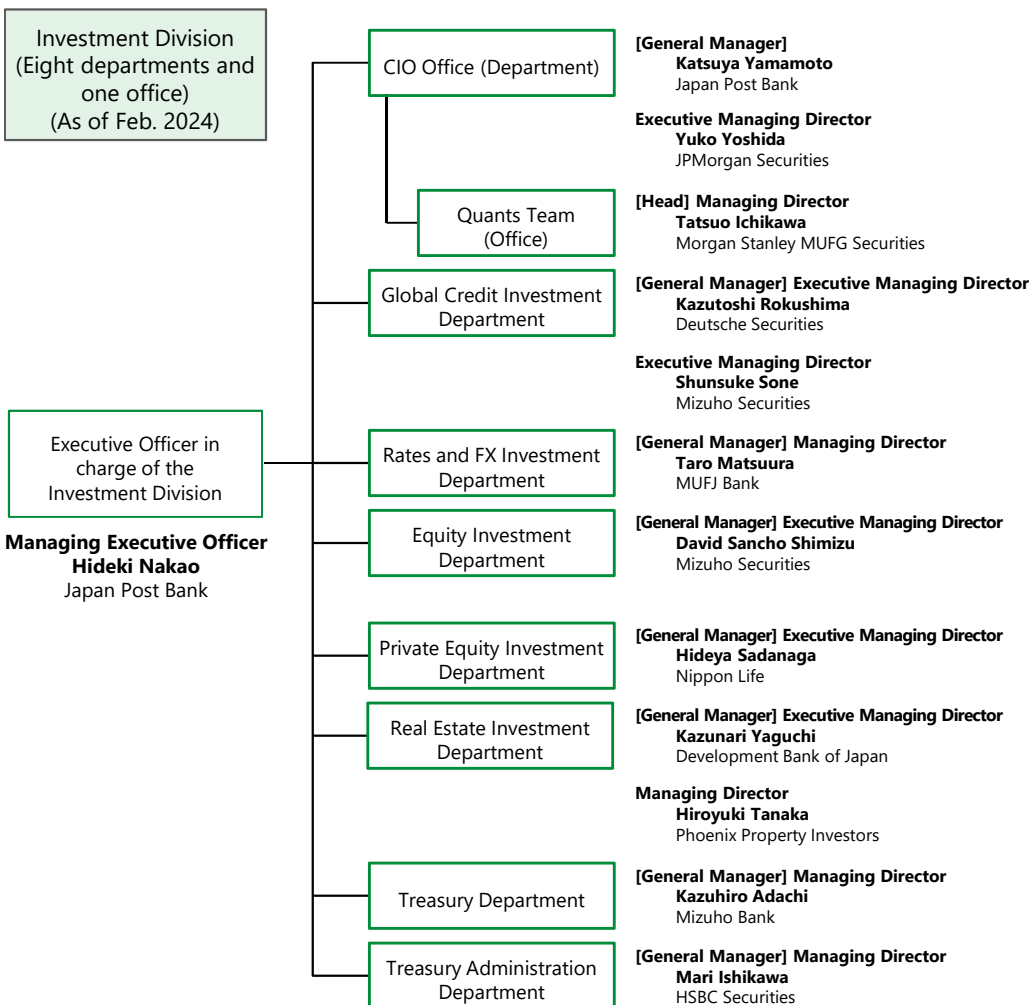 Investment Division
(Eight departments and
one office)
(As of Feb. 2024)
CIO Office (Department)
[General Manager]
Katsuya Yamamoto
Japan Post Bank
Executive Managing Director
Yuko Yoshida
JPMorgan Securities
Quants Team
(Office)
[Head] Managing Director
Tatsuo Ichikawa
Morgan Stanley MUFG Securities
Global Credit Investment
Department
[General Manager] Executive Managing Director
Kazutoshi Rokushima
Deutsche Securities
Executive Managing Director
Shunsuke Sone
Mizuho Securities
Executive Officer in
charge of the
Investment Division
Managing Executive Officer
Hideki Nakao
Japan Post Bank
Rates and FX Investment
Department
[General Manager] Managing Director
Taro Matsuura
MUFJ Bank
Equity Investment
Department
[General Manager] Executive Managing Director
David Sancho Shimizu
Mizuho Securities
Private Equity Investment
Department
[General Manager] Executive Managing Director
Hideya Sadanaga
Nippon Life
Real Estate Investment
Department
[General Manager] Executive Managing Director
Kazunari Yaguchi
Development Bank of Japan
Managing Director
Hiroyuki Tanaka
Phoenix Property Investors
Treasury Department
[General Manager] Managing Director
Kazuhiro Adachi
Mizuho Bank
Treasury Administration
Department
[General Manager] Managing Director
Mari Ishikawa
HSBC Securities